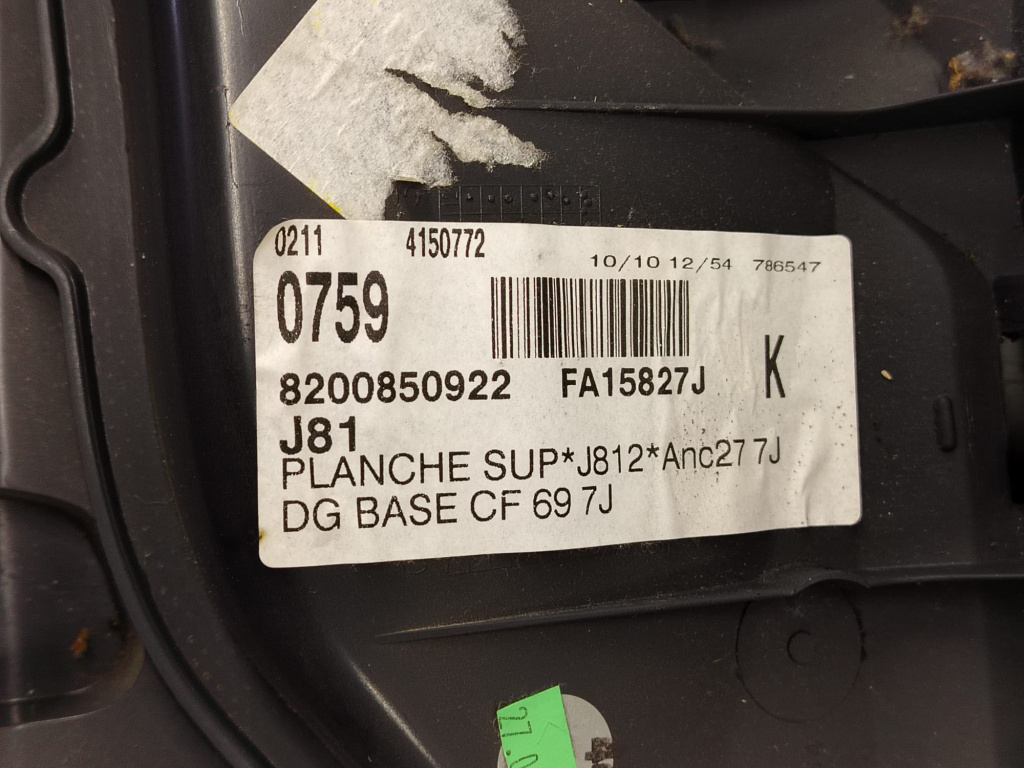 0211 4150772
10/10 12/54 786547
0759
K
8200850922 FA15827J
J81
PLANCHE SUP*J812*Anc27 7J
DG BASE CF 69 7J